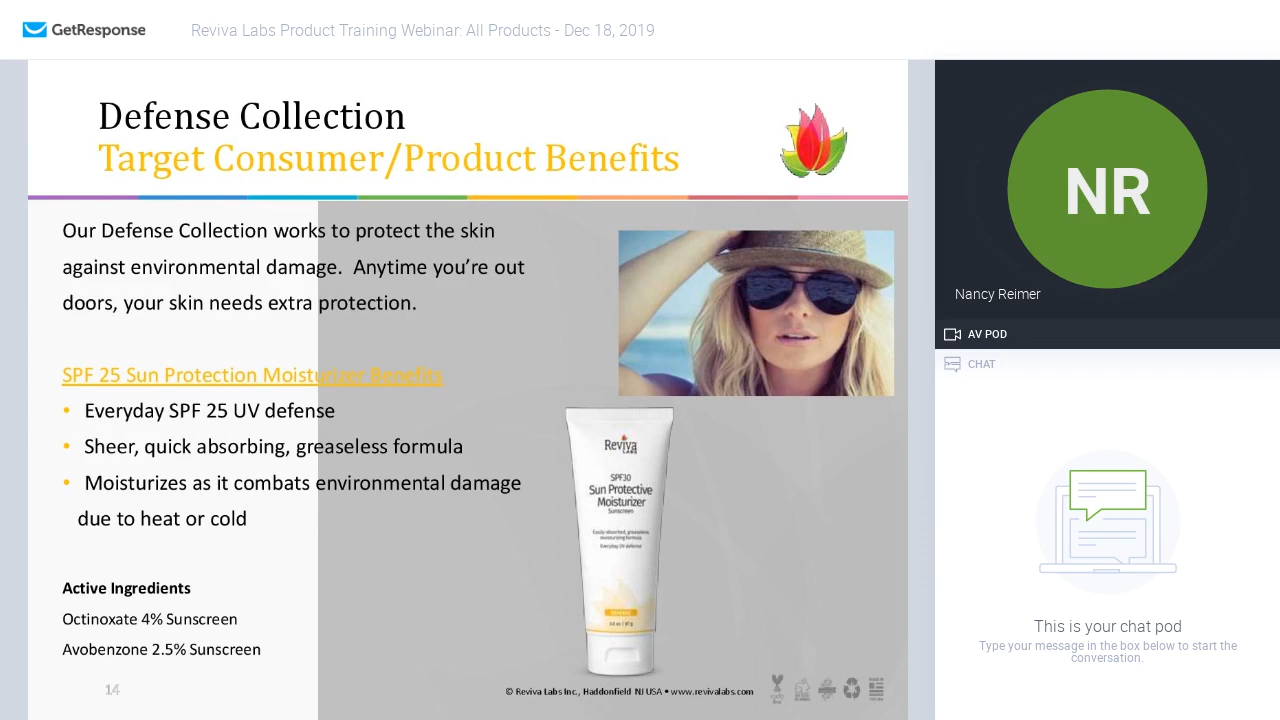 GetResponse
Reviva Labs Product Training Webinar: All Products - Dec 18, 2019
Defense Collection
Target Consumer/Product Benefits
Our Defense Collection works to protect the skin
against environmental damage.  Anytime you're out
doors, your skin needs extra protection.
SPF 25 Sun Protection Moisturizer Benefits
• Everyday SPF 25 UV defense
• Sheer, quick absorbing, greaseless formula
• Moisturizes as it combats environmental damage
due to heat or cold
Active Ingredients
Octinoxate 4% Sunscreen
Avobenzone 2.5% Sunscreen
14
Reviva
LABS
SPF30
Sun Protective
Moisturizer
Sunscreen
Easily-absorbed, greaseless
moisturizing formula
Everyday UV defense
© Reviva Labs Inc., Haddonfield NJ USA • www.revivalabs.com
NR
Nancy Reimer
AV POD
CHAT
This is your chat pod
Type your message in the box below to start the
conversation.